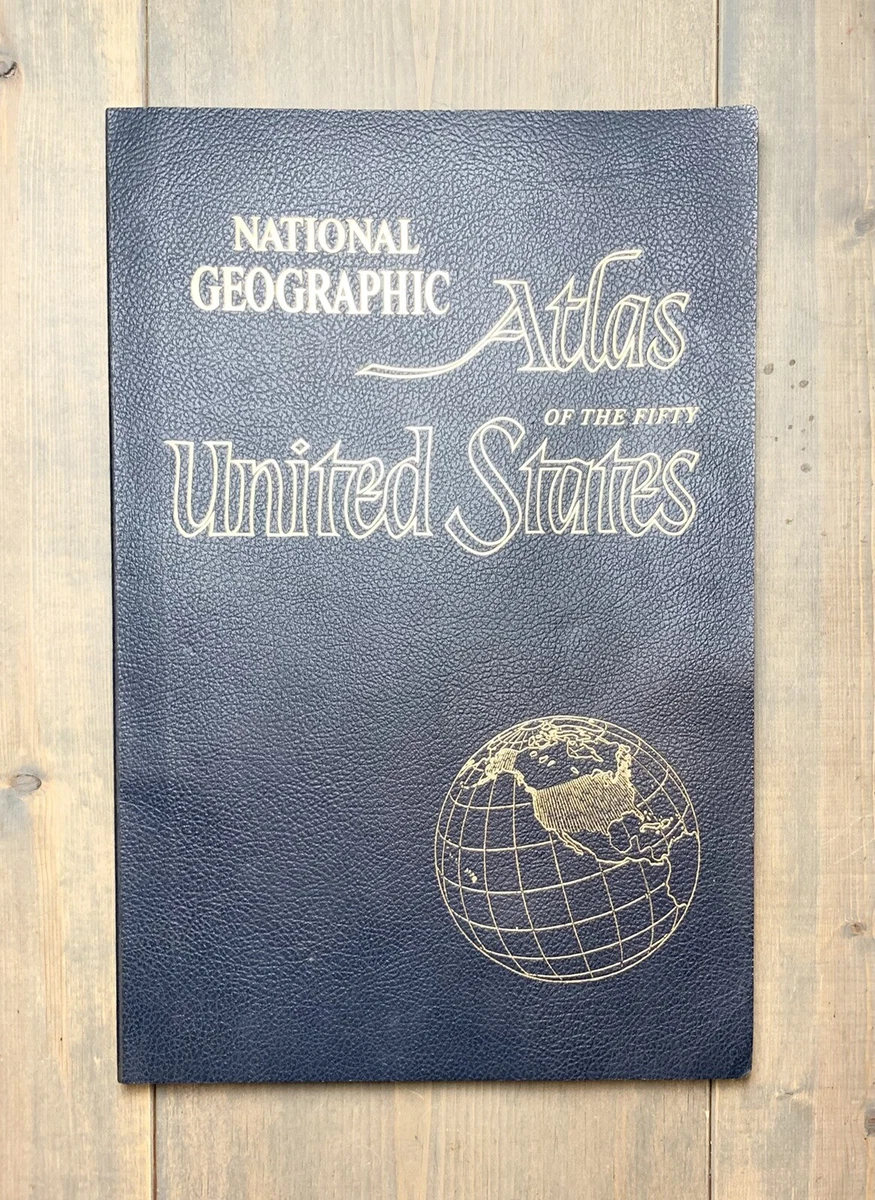 NATIONAL
GEOGRAPHIC
Atlas
OF THE FIFTY
United States